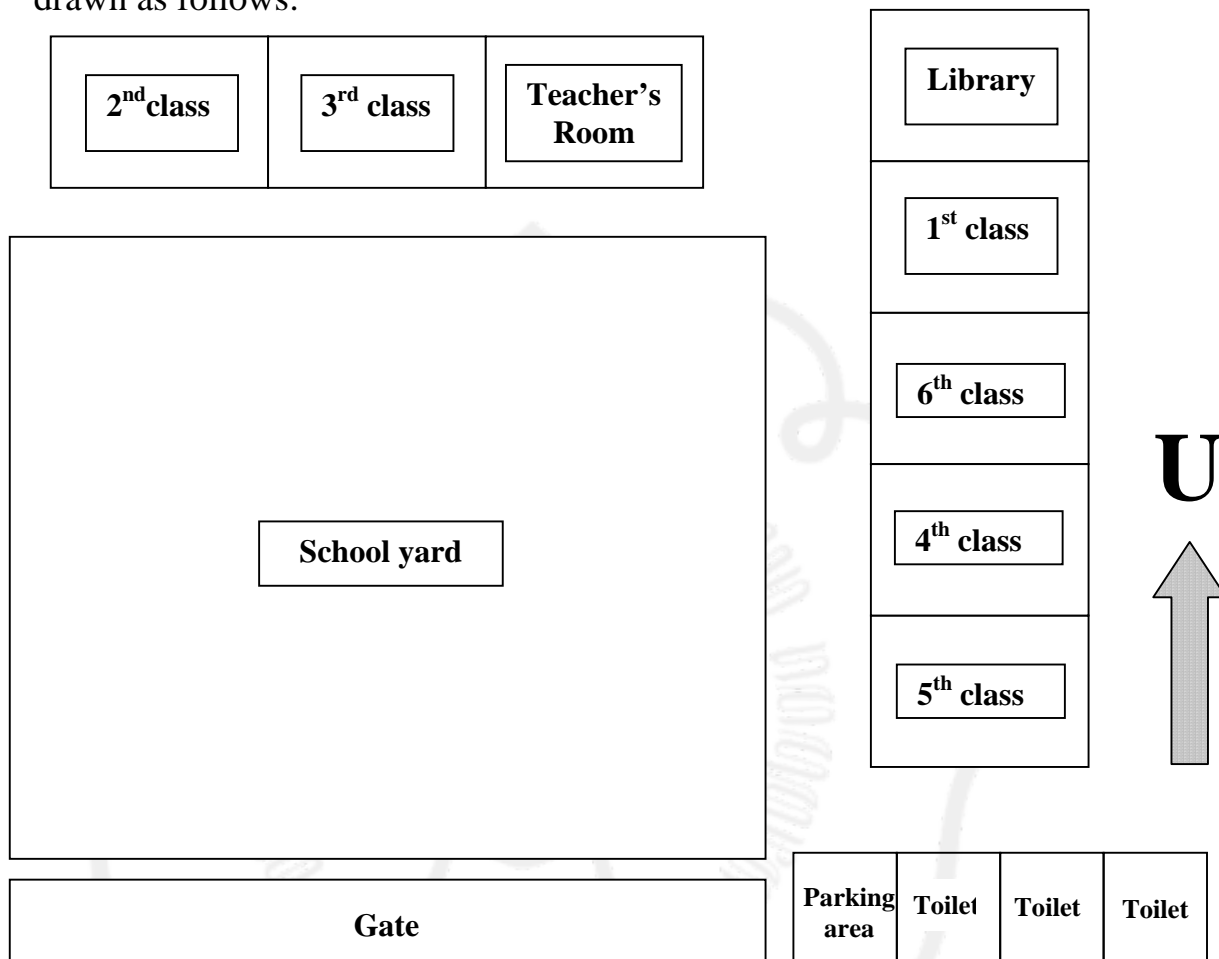 drawn as follows:
2nd class
3rd class
Teacher's
Room
Library
1st class
6th class
U
School yard
4th class
5th class
Gate
Parking
area
Toilet
Toilet
Toilet